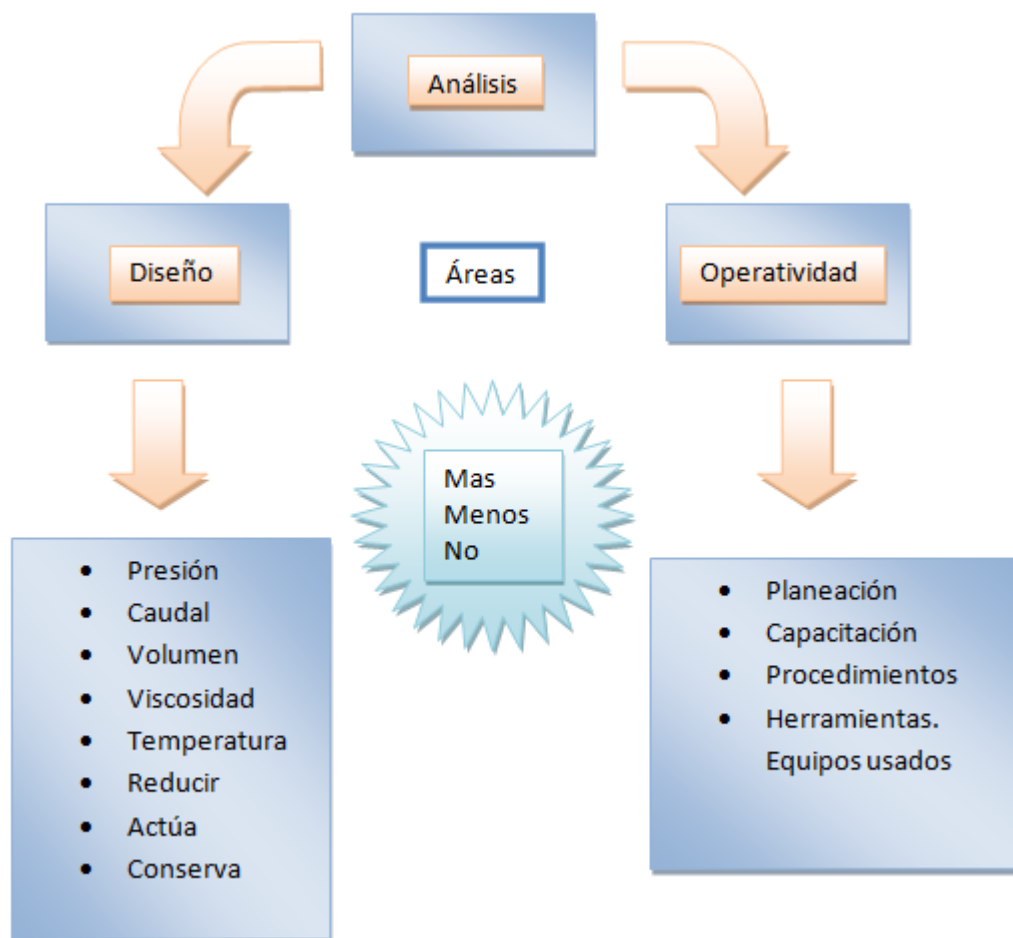 Análisis
Diseño
Áreas
Operatividad
Mas
Menos
No
• Presión
• Caudal
• Volumen
• Viscosidad
• Temperatura
• Reducir
• Actúa
• Conserva
• Planeación
• Capacitación
• Procedimientos
• Herramientas.
Equipos usados